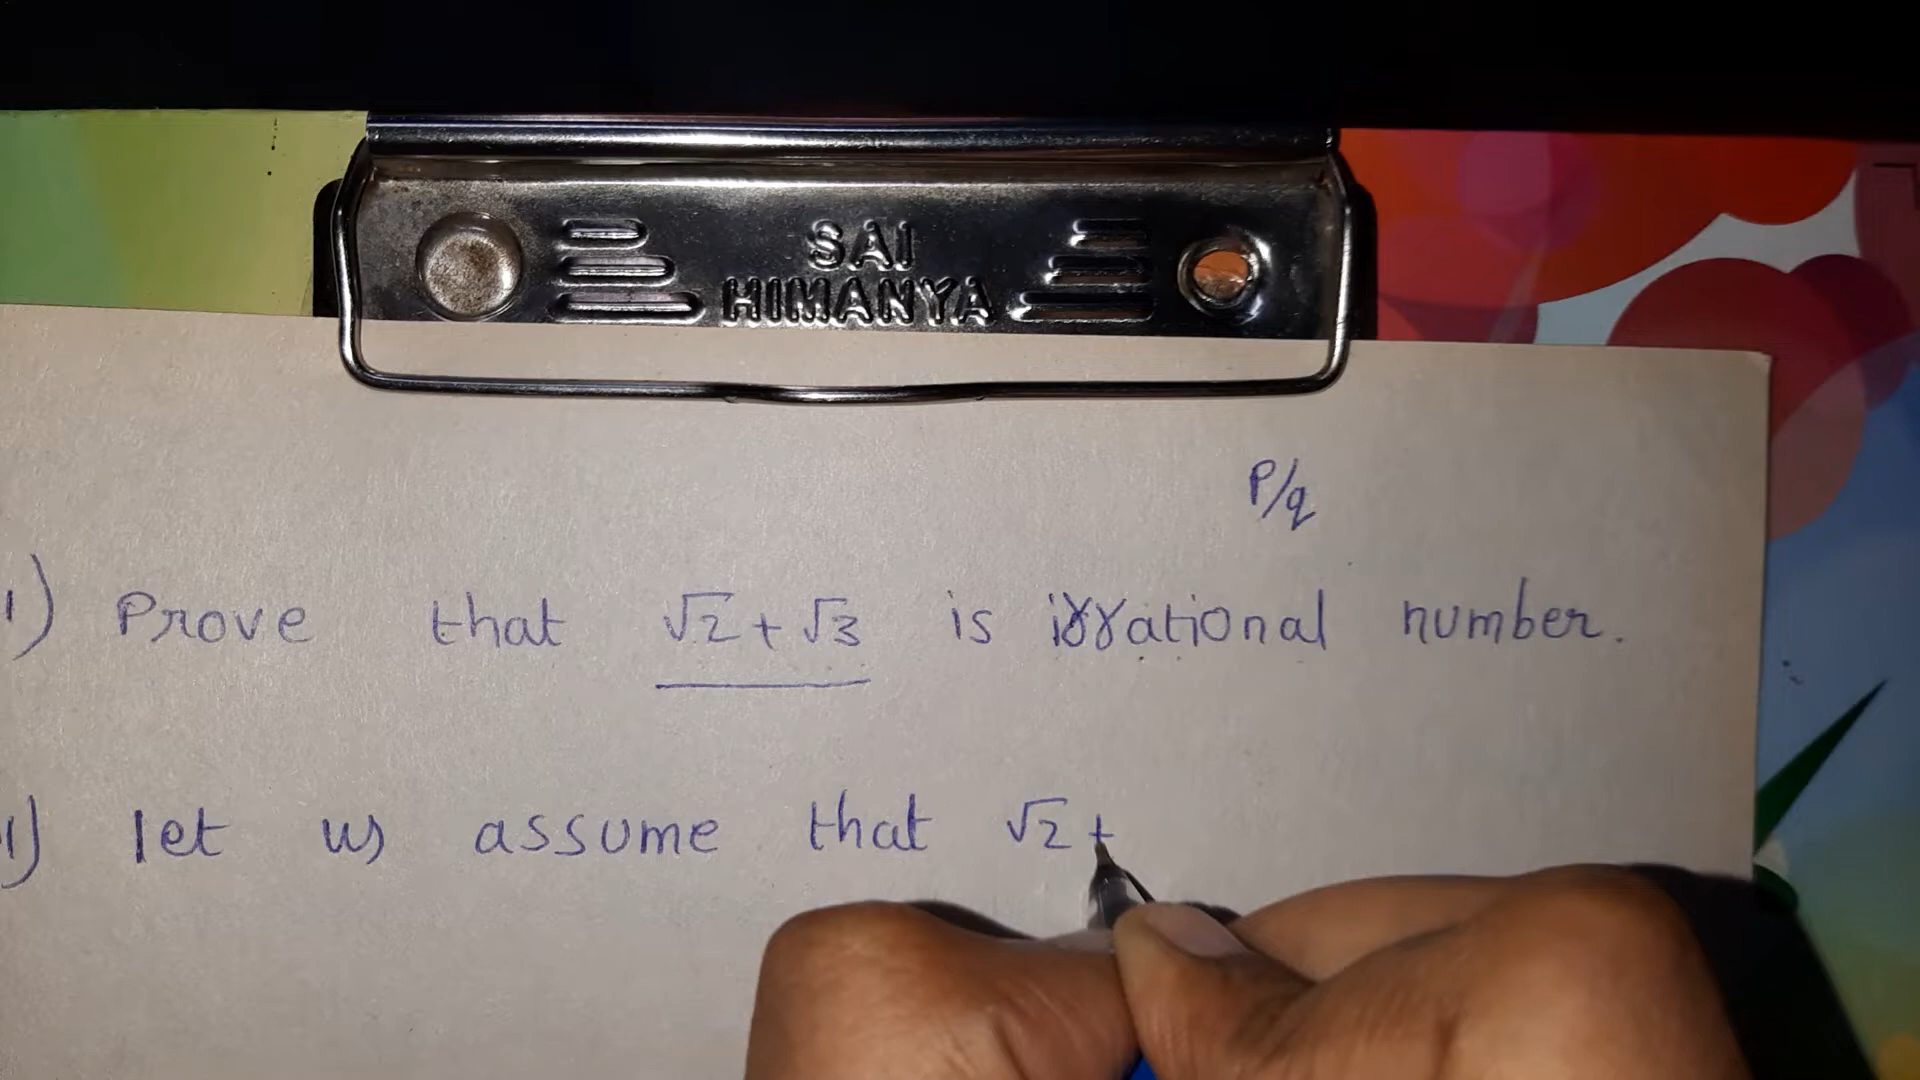 SAI
HIMANYA
P/q
1) Prove that √2 + √3 is irrational number.
1) let us assume that √2 +